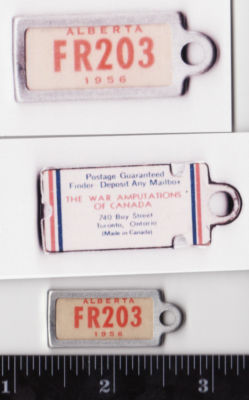 ALBERTA
FR203
1956
Postage Guaranteed
Finder - Deposit Any Mailbox
THE WAR AMPUTATIONS
OF CANADA
740 Bay Street
Toronto, Ontario
(Made in Canada)
ALBERTA
FR203
1956
1 2 3